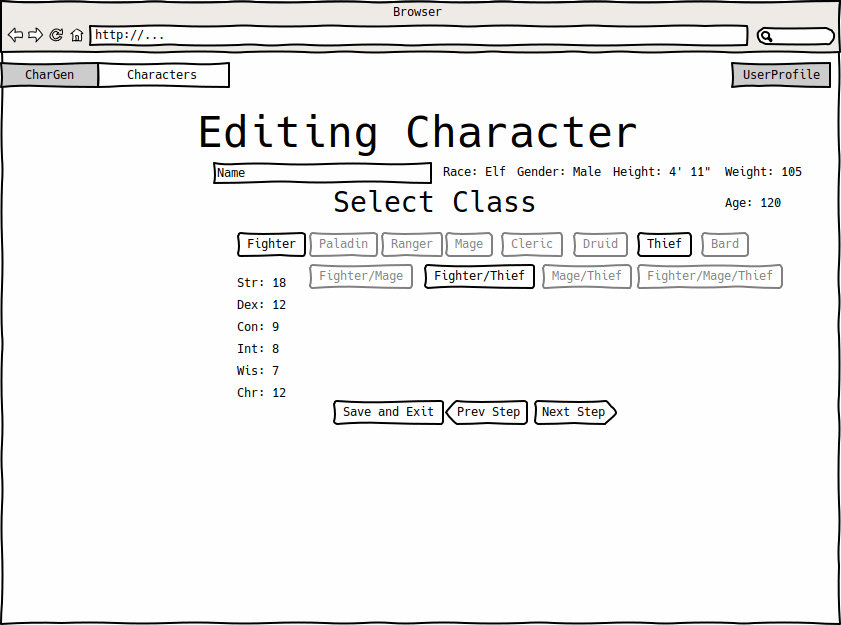 Browser
http://...
CharGen Characters UserProfile
Editing Character
Name Race: Elf Gender: Male Height: 4' 11" Weight: 105
Select Class Age: 120
Fighter Paladin Ranger Mage Cleric Druid Thief Bard
Fighter/Mage Fighter/Thief Mage/Thief Fighter/Mage/Thief
Str: 18
Dex: 12
Con: 9
Int: 8
Wis: 7
Chr: 12
Save and Exit Prev Step Next Step